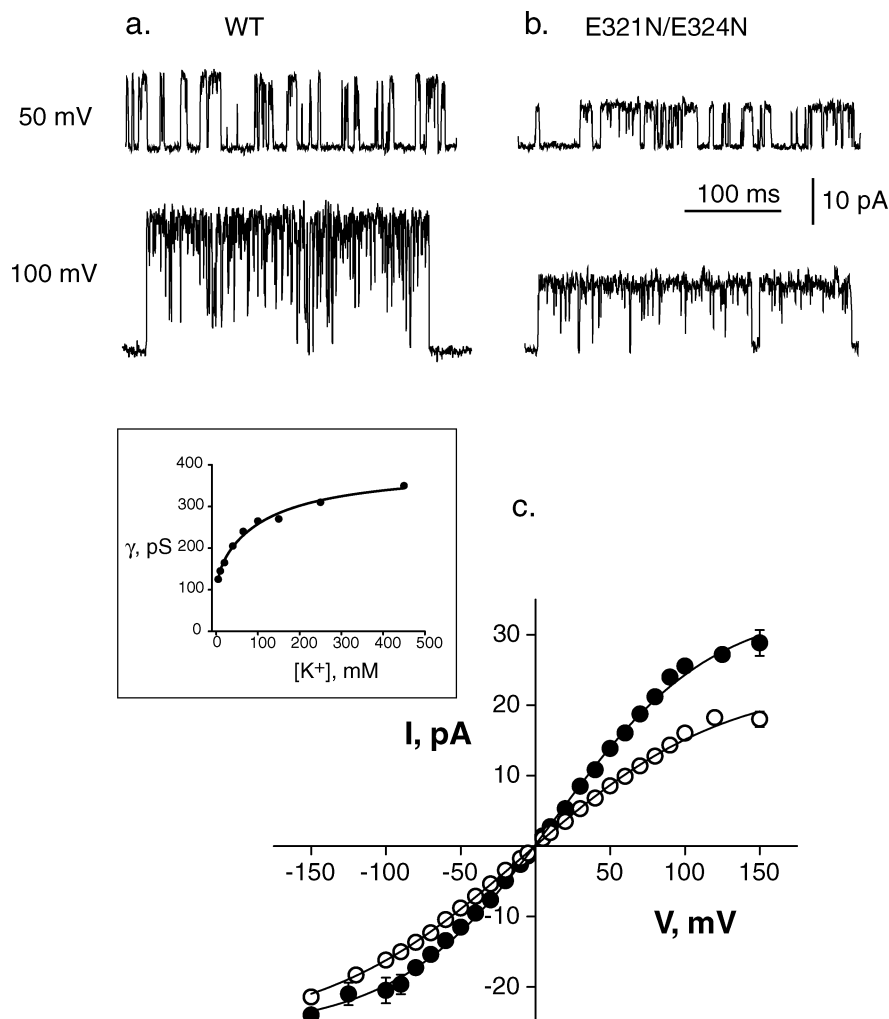 a. WT
b. E321N/E324N
50 mV
100 ms
10 pA
100 mV
400
300
γ, pS
200
100
0
0 100 200 300 400 500
[K+], mM
c.
30
20
10
I, pA
-150 -100 -50
50 100 150
V, mV
-10
-20